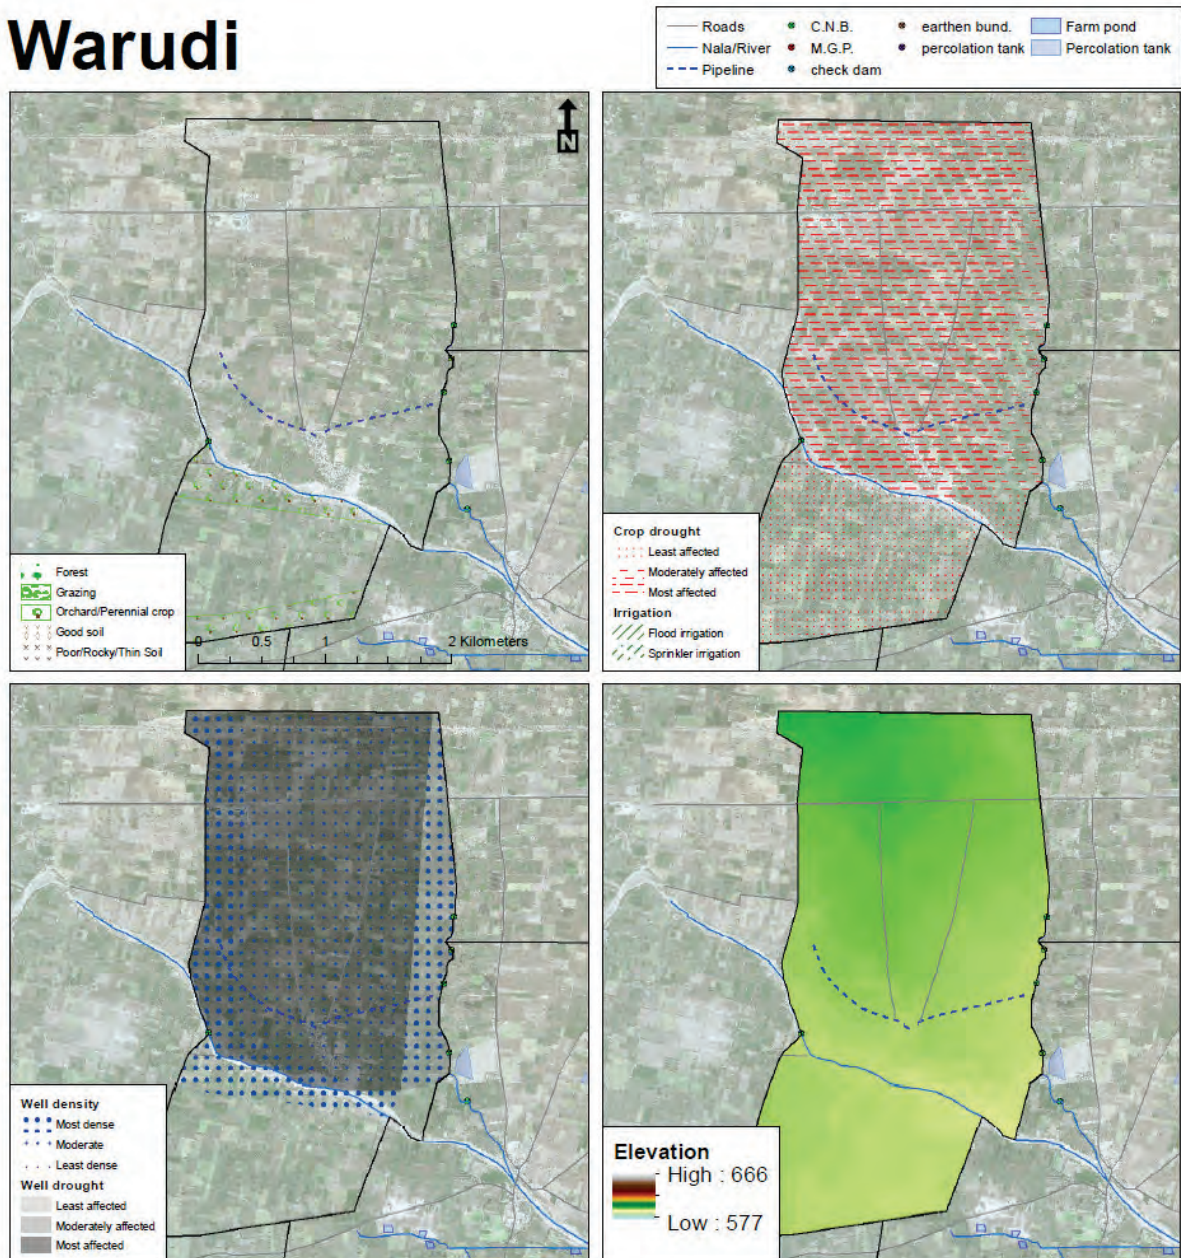 Warudi
Roads
C.N.B.
earthen bund.
Farm pond
Nala/River
M.G.P.
percolation tank
Percolation tank
Pipeline
check dam
N
Forest
Grazing
Orchard/Perennial crop
Good soil
Poor/Rocky/Thin Soil
0 0.5 1 2 Kilometers
Crop drought
Least affected
Moderately affected
Most affected
Irrigation
Flood irrigation
Sprinkler irrigation
Well density
Most dense
Moderate
Least dense
Well drought
Least affected
Moderately affected
Most affected
Elevation
High : 666
Low : 577